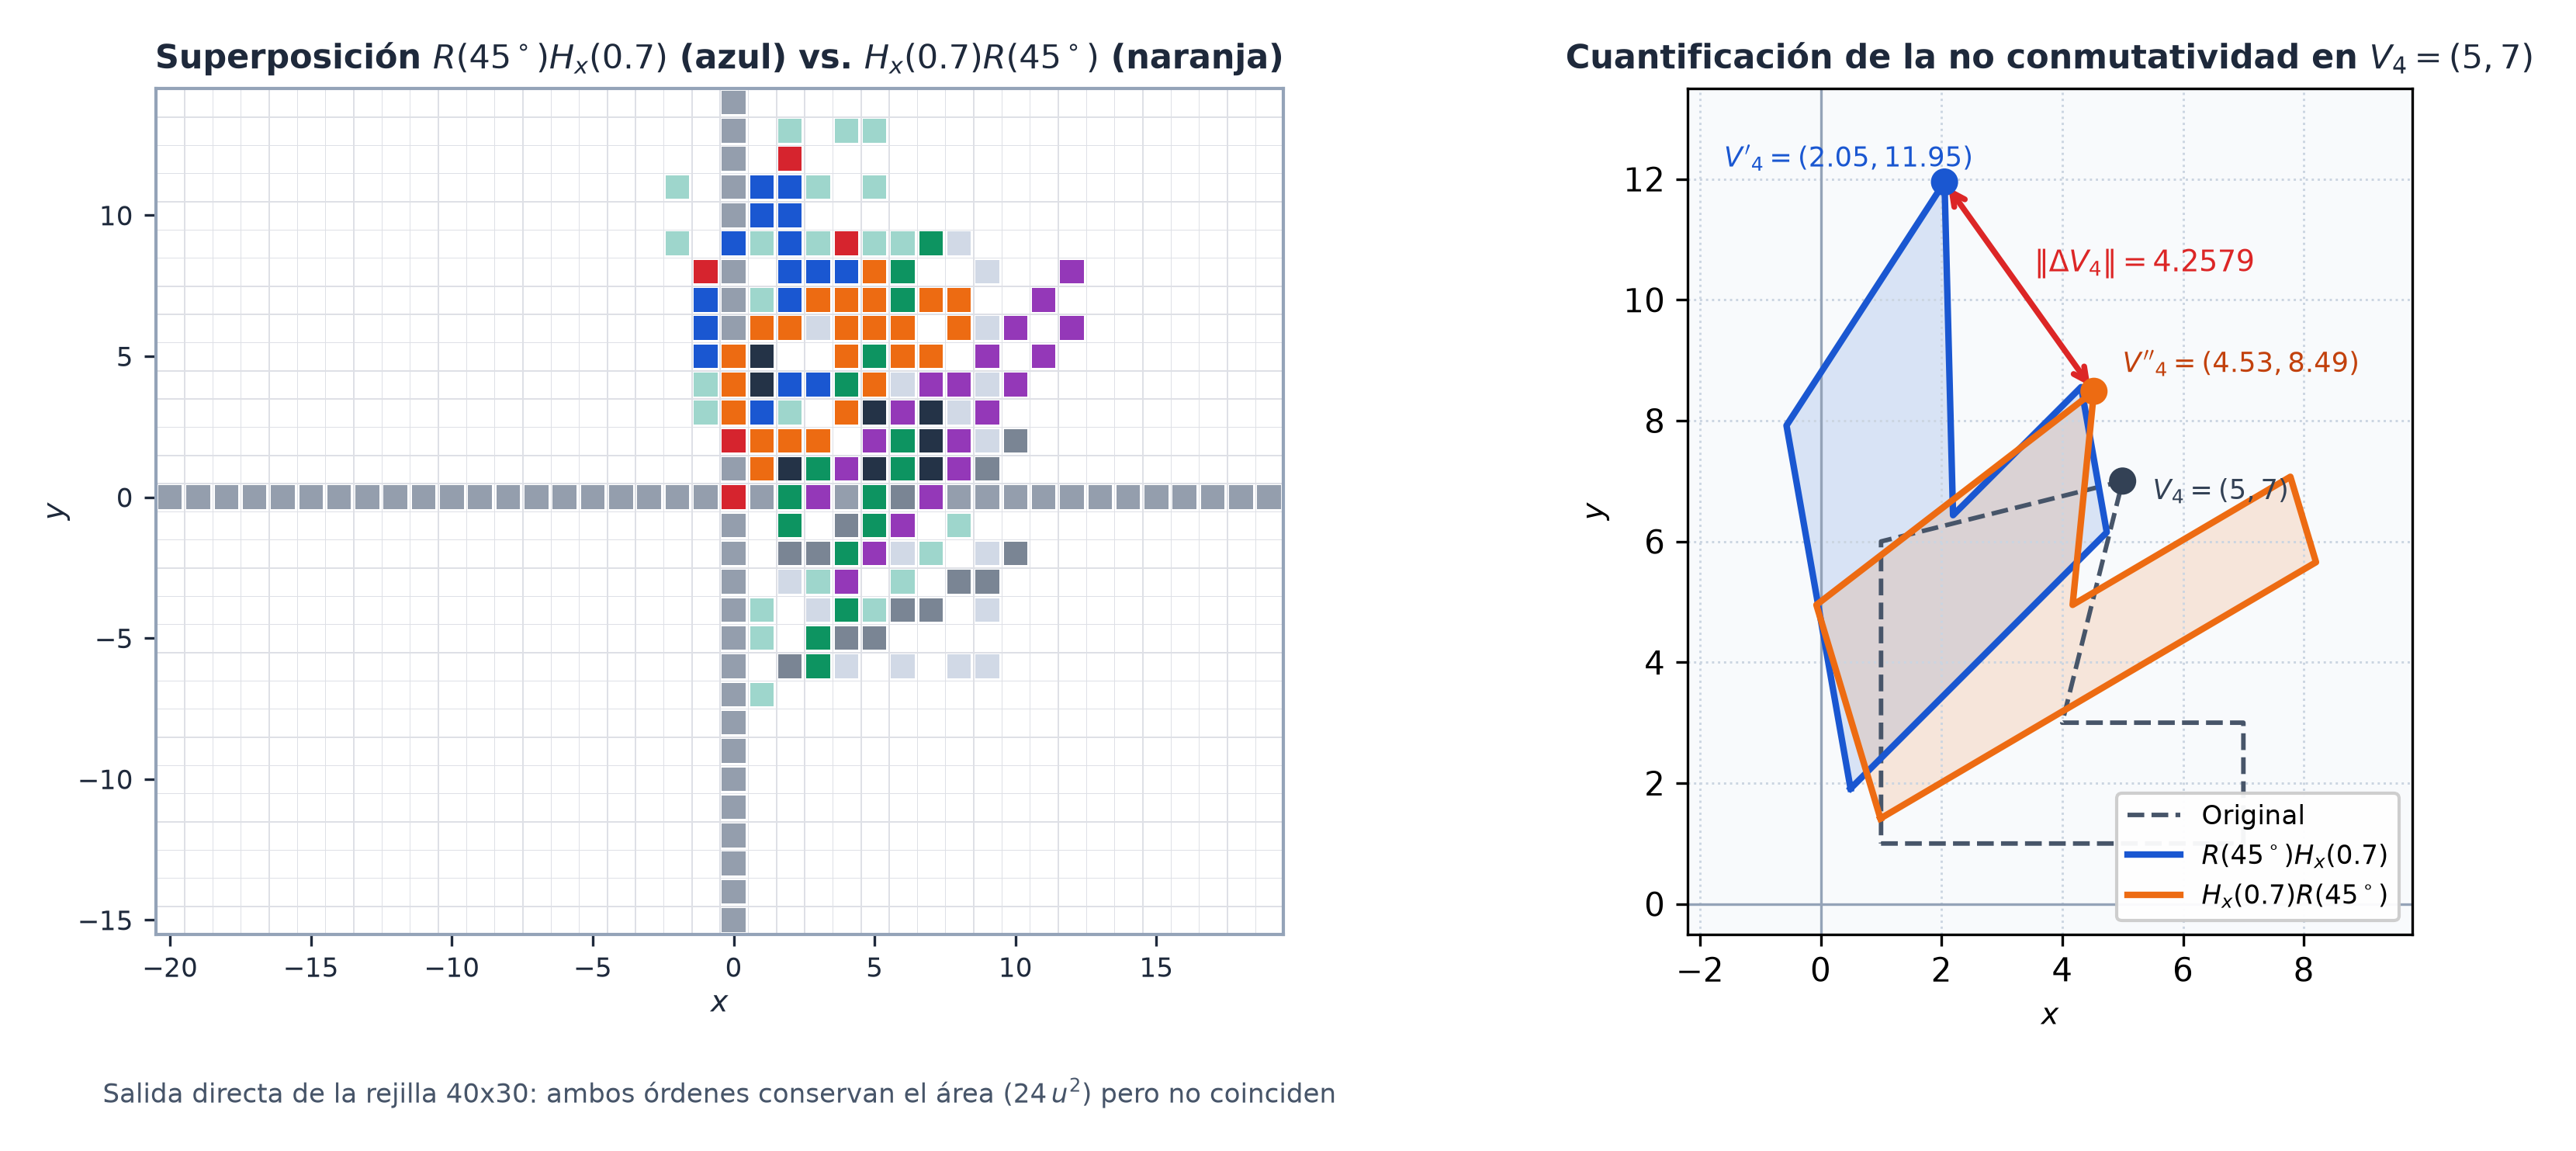 Superposición R(45°)Hₓ(0.7) (azul) vs. Hₓ(0.7)R(45°) (naranja)
10
5
0
−5
−10
−15
y
−20 −15 −10 −5 0 5 10 15
x
Salida directa de la rejilla 40x30: ambos órdenes conservan el área (24 u²) pero no coinciden
Cuantificación de la no conmutatividad en V₄ = (5, 7)
V′₄ = (2.05, 11.95)
‖ΔV₄‖ = 4.2579
V″₄ = (4.53, 8.49)
V₄ = (5, 7)
12
10
8
6
4
2
0
y
Original
R(45°)Hₓ(0.7)
Hₓ(0.7)R(45°)
−2 0 2 4 6 8
x